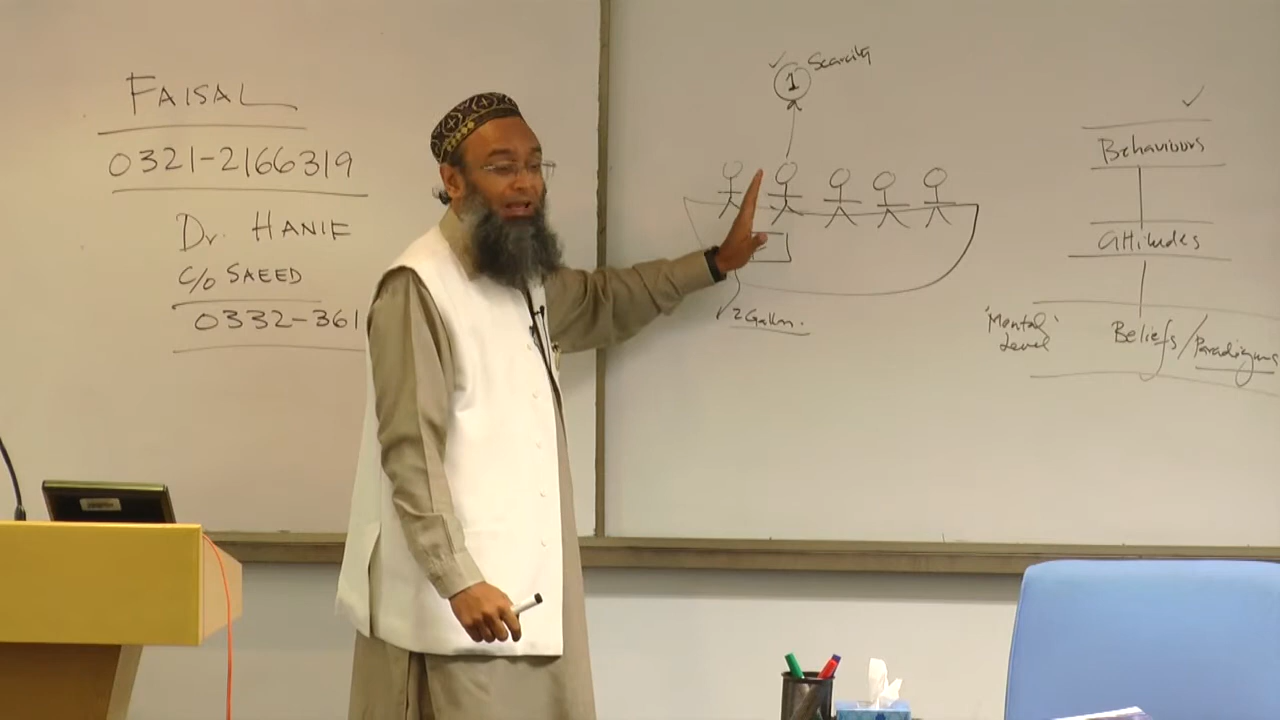 FAISAL
0321-2166319
Dr. HANIF
C/o SAEED
0332-361
1 Scarcity
2 Gallon.
Behaviours
Attitudes
'Mental'
Level
Beliefs/Paradigms